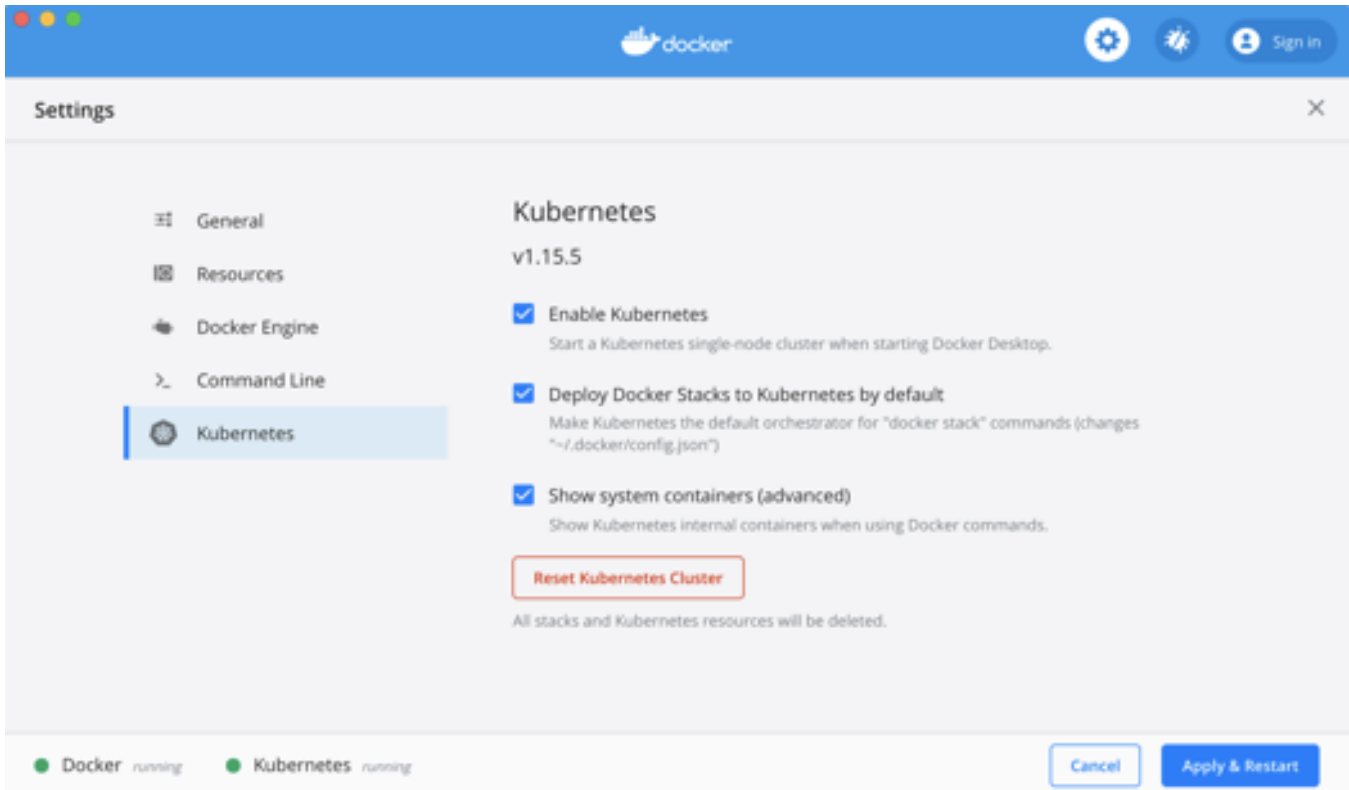 docker
Sign in
Settings
General
Resources
Docker Engine
Command Line
Kubernetes
Kubernetes
v1.15.5
Enable Kubernetes
Start a Kubernetes single-node cluster when starting Docker Desktop.
Deploy Docker Stacks to Kubernetes by default
Make Kubernetes the default orchestrator for "docker stack" commands (changes
"~/.docker/config.json")
Show system containers (advanced)
Show Kubernetes internal containers when using Docker commands.
Reset Kubernetes Cluster
All stacks and Kubernetes resources will be deleted.
Docker running
Kubernetes running
Cancel
Apply & Restart